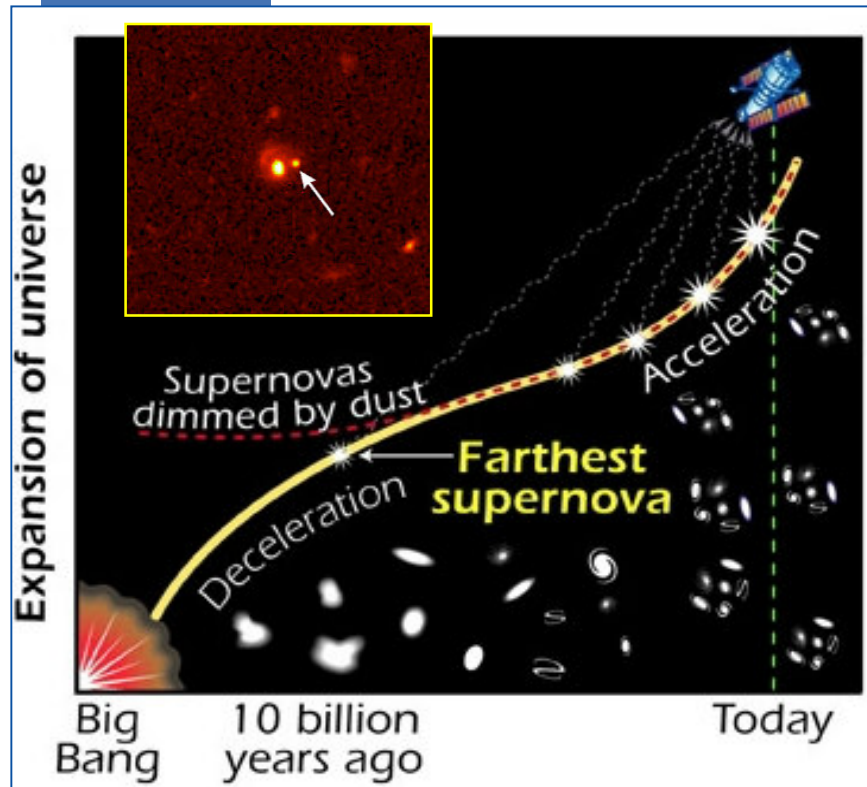 Expansion of universe
Supernovas
dimmed by dust
Acceleration
Farthest
supernova
Deceleration
Big
Bang
10 billion
years ago
Today